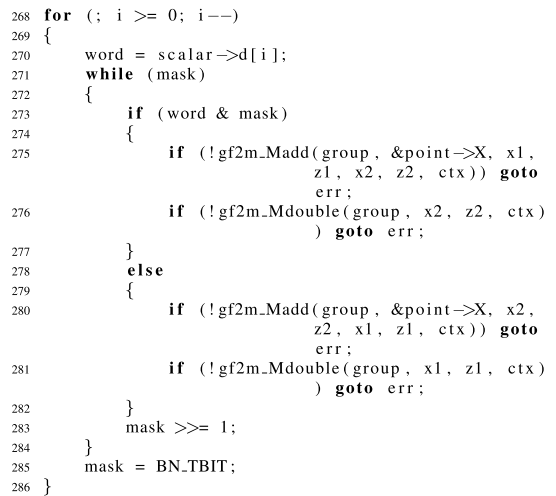 268 for (; i >= 0; i--)
269 {
270 word = scalar->d[i];
271 while (mask)
272 {
273 if (word & mask)
274 {
275 if (!gf2m_Madd(group, &point->X, x1,
z1, x2, z2, ctx)) goto
err;
276 if (!gf2m_Mdouble(group, x2, z2, ctx)
) goto err;
277 }
278 else
279 {
280 if (!gf2m_Madd(group, &point->X, x2,
z2, x1, z1, ctx)) goto
err;
281 if (!gf2m_Mdouble(group, x1, z1, ctx)
) goto err;
282 }
283 mask >>= 1;
284 }
285 mask = BN_TBIT;
286 }